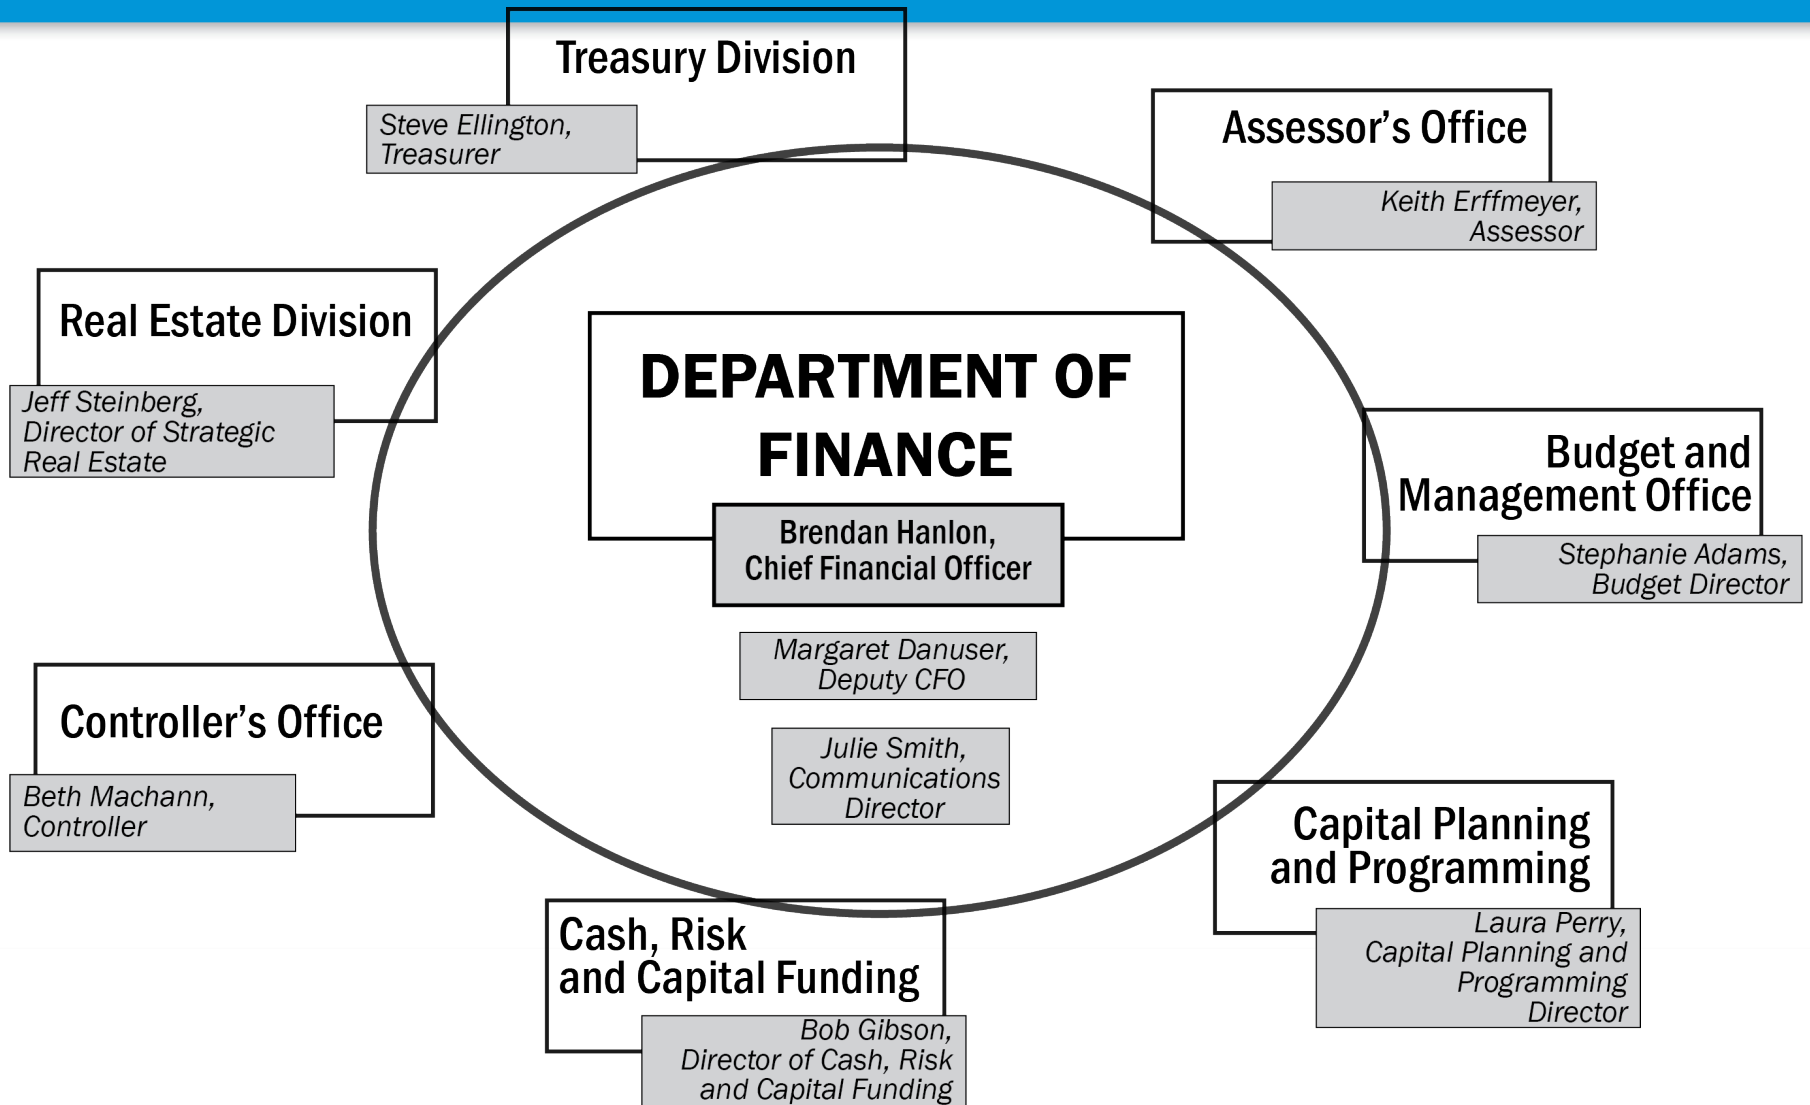 Treasury Division
Steve Ellington,
Treasurer
Assessor’s Office
Keith Erffmeyer,
Assessor
Real Estate Division
Jeff Steinberg,
Director of Strategic
Real Estate
DEPARTMENT OF
FINANCE
Brendan Hanlon,
Chief Financial Officer
Margaret Danuser,
Deputy CFO
Julie Smith,
Communications
Director
Budget and
Management Office
Stephanie Adams,
Budget Director
Controller’s Office
Beth Machann,
Controller
Capital Planning
and Programming
Laura Perry,
Capital Planning and
Programming
Director
Cash, Risk
and Capital Funding
Bob Gibson,
Director of Cash, Risk
and Capital Funding